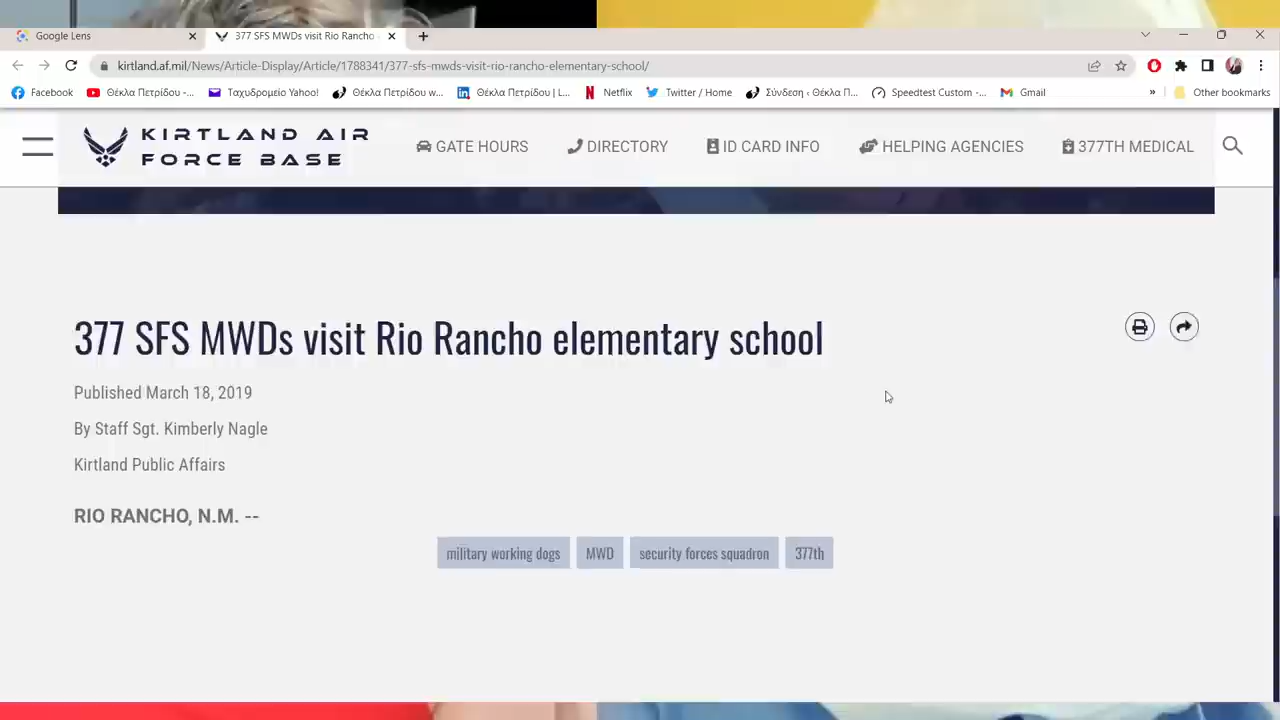 Google Lens
377 SFS MWDs visit Rio Rancho
kirtland.af.mil/News/Article-Display/Article/1788341/377-sfs-mwds-visit-rio-rancho-elementary-school/
Facebook
Θέκλα Πετρίδου -...
Ταχυδρομείο Yahoo!
Θέκλα Πετρίδου w...
Θέκλα Πετρίδου | L...
Netflix
Twitter / Home
Σύνδεση ‹ Θέκλα Π...
Speedtest Custom -...
Gmail
»
Other bookmarks
KIRTLAND AIR
FORCE BASE
GATE HOURS
DIRECTORY
ID CARD INFO
HELPING AGENCIES
377TH MEDICAL
377 SFS MWDs visit Rio Rancho elementary school
Published March 18, 2019
By Staff Sgt. Kimberly Nagle
Kirtland Public Affairs
RIO RANCHO, N.M. --
military working dogs
MWD
security forces squadron
377th